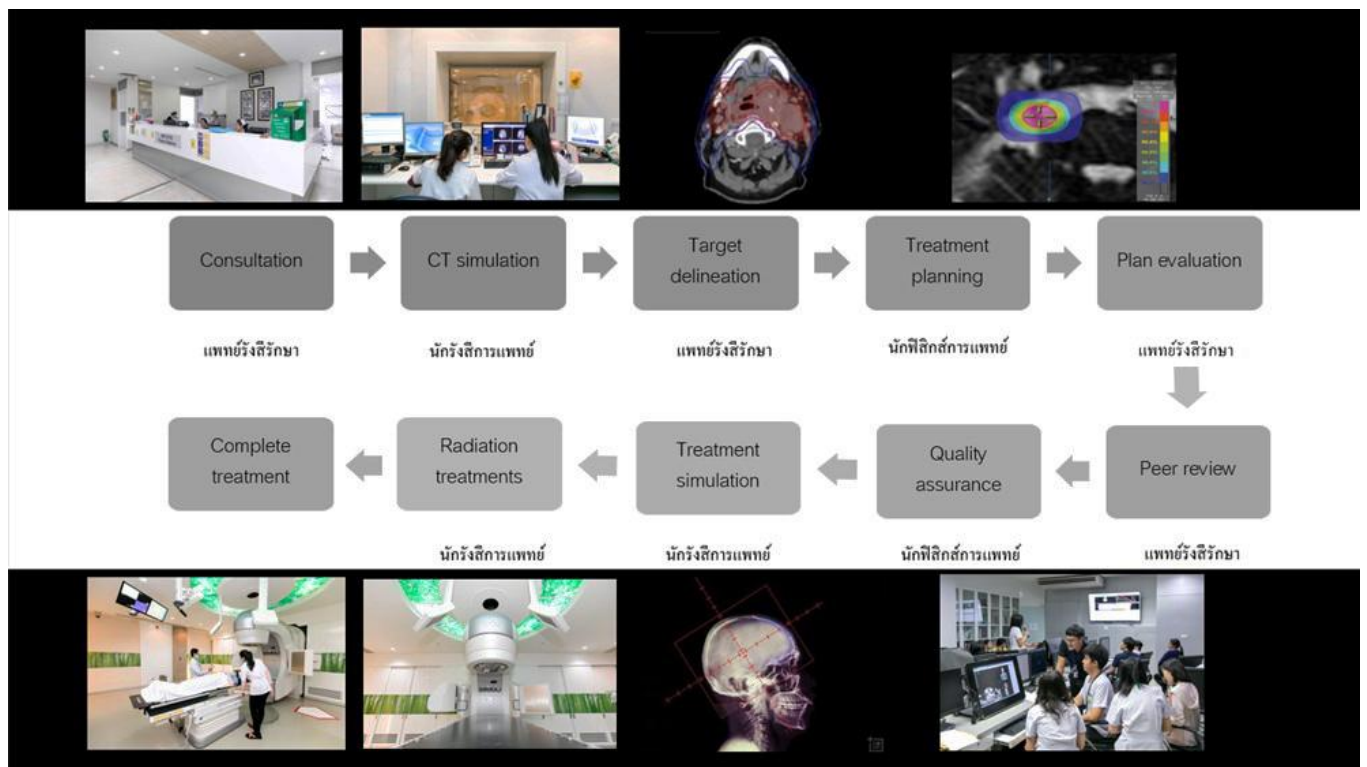 Consultation
CT simulation
Target
delineation
Treatment
planning
Plan evaluation
แพทย์รังสีรักษา
นักรังสีการแพทย์
แพทย์รังสีรักษา
นักฟิสิกส์การแพทย์
แพทย์รังสีรักษา
Complete
treatment
Radiation
treatments
Treatment
simulation
Quality
assurance
Peer review
นักรังสีการแพทย์
นักรังสีการแพทย์
นักฟิสิกส์การแพทย์
แพทย์รังสีรักษา